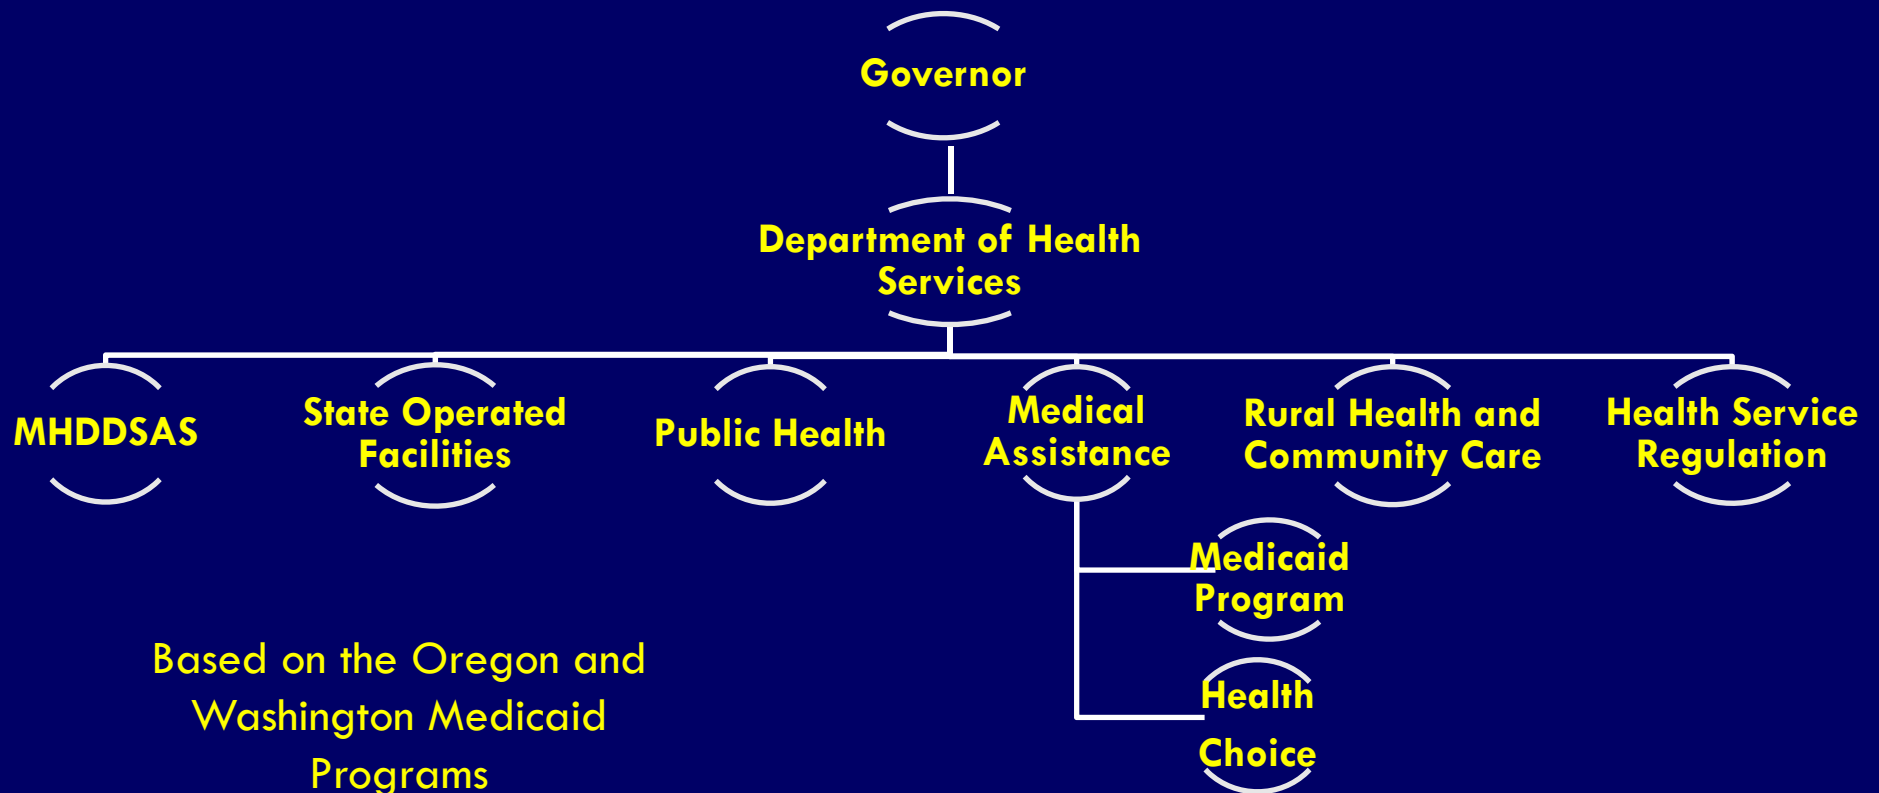 Governor
Department of Health
Services
MHDDSAS
State Operated
Facilities
Public Health
Medical
Assistance
Rural Health and
Community Care
Health Service
Regulation
Medicaid
Program
Health
Choice
Based on the Oregon and
Washington Medicaid
Programs